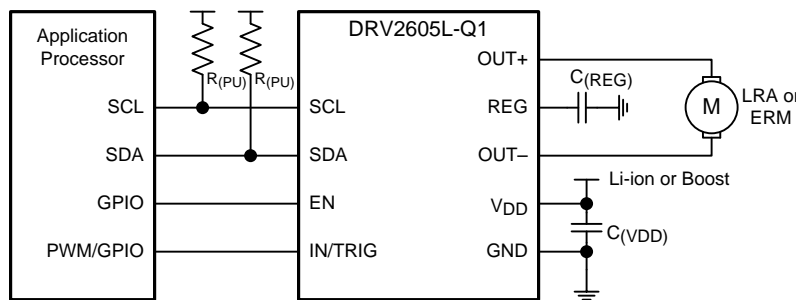 Application
Processor
SCL
SDA
GPIO
PWM/GPIO
R(PU)
R(PU)
DRV2605L-Q1
SCL
SDA
EN
IN/TRIG
OUT+
REG
OUT–
VDD
GND
C(REG)
M
LRA or
ERM
Li-ion or Boost
C(VDD)